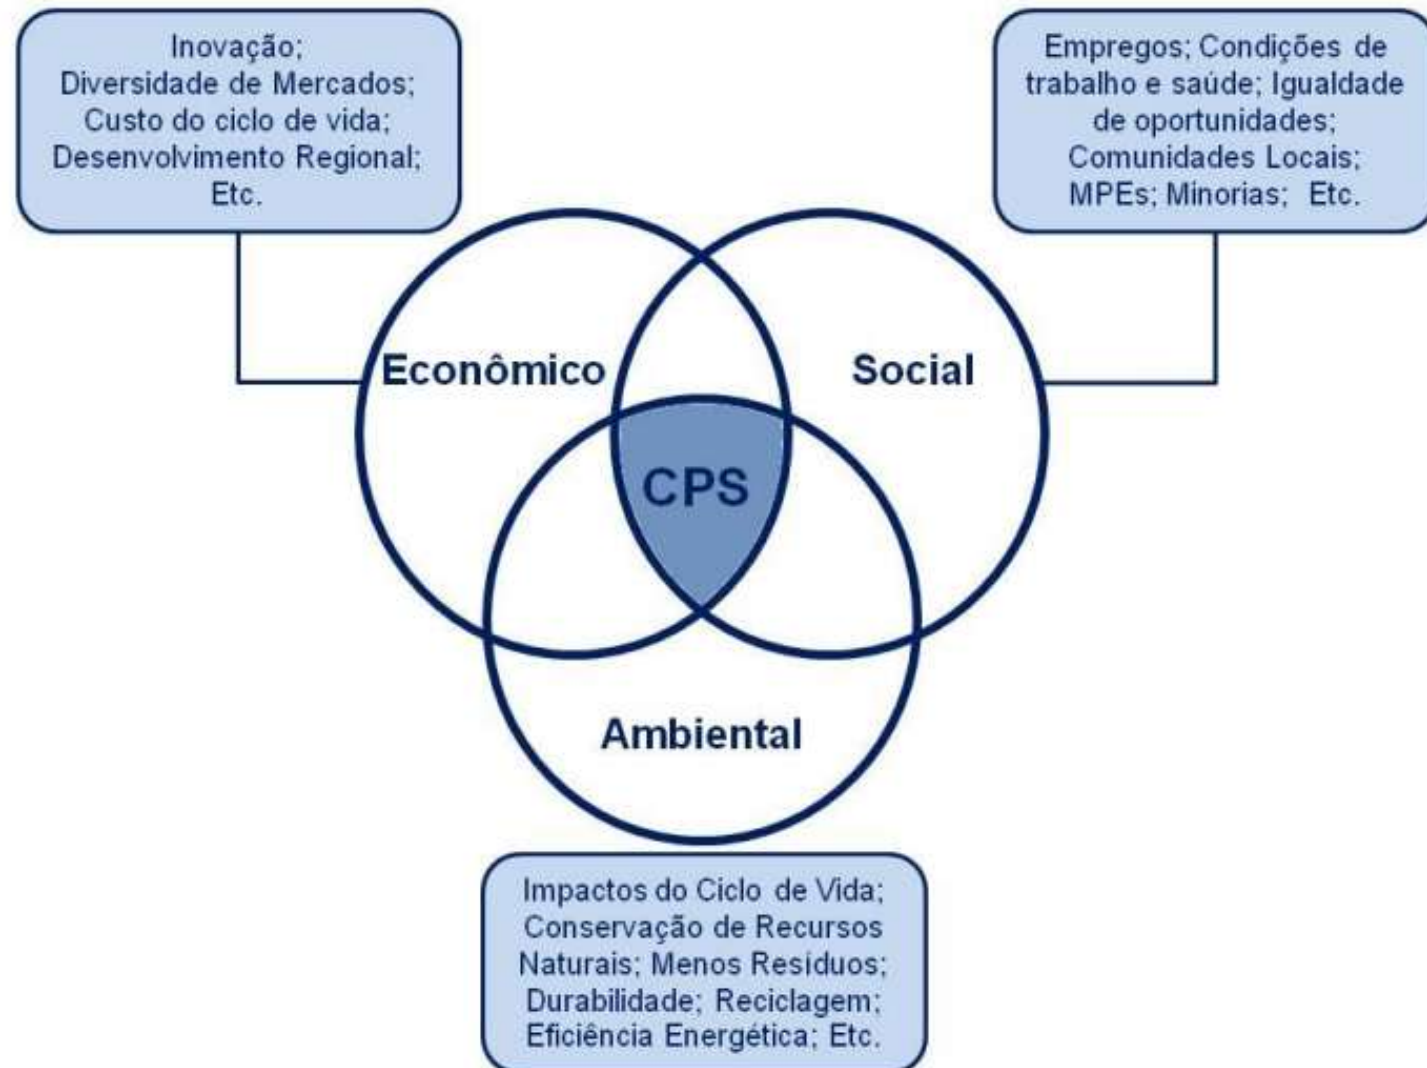 Inovação;
Diversidade de Mercados;
Custo do ciclo de vida;
Desenvolvimento Regional;
Etc.
Empregos; Condições de
trabalho e saúde; Igualdade
de oportunidades;
Comunidades Locais;
MPEs; Minorias; Etc.
Econômico
Social
CPS
Ambiental
Impactos do Ciclo de Vida;
Conservação de Recursos
Naturais; Menos Resíduos;
Durabilidade; Reciclagem;
Eficiência Energética; Etc.